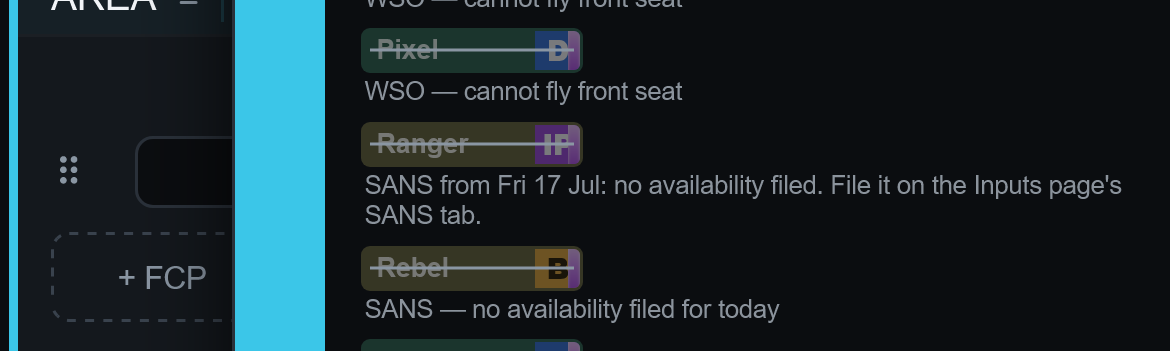 AREA
WSO — cannot fly front seat
Pixel D
WSO — cannot fly front seat
Ranger IP
SANS from Fri 17 Jul: no availability filed. File it on the Inputs page's
SANS tab.
+ FCP
Rebel B
SANS — no availability filed for today